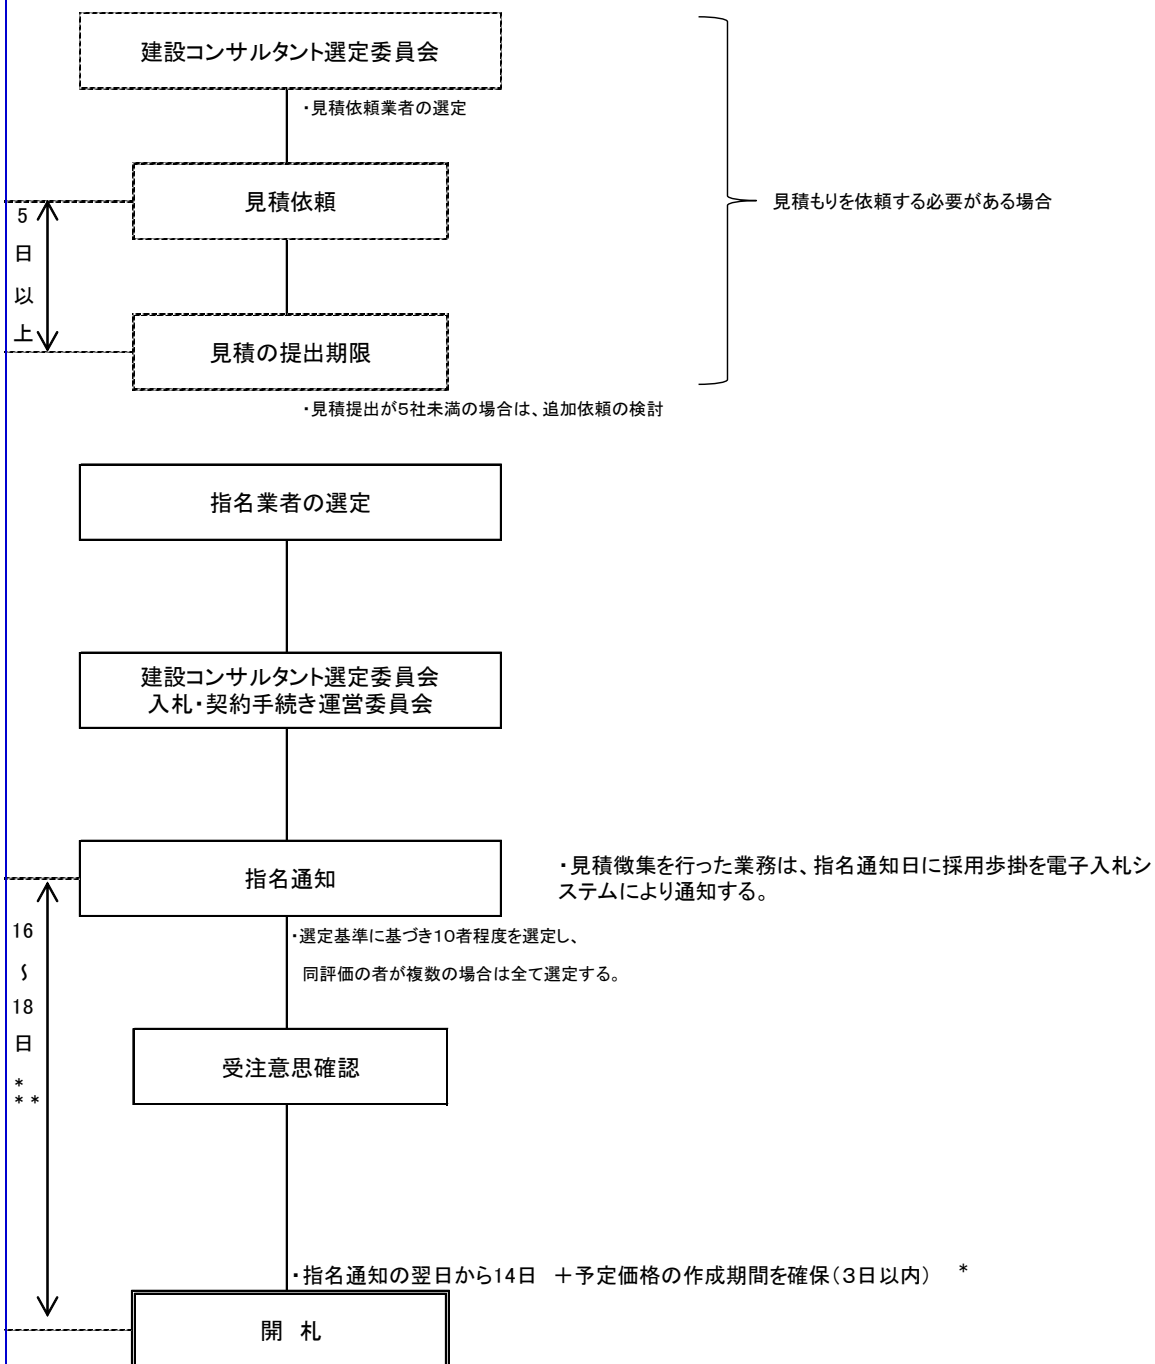 建設コンサルタント選定委員会
・見積依頼業者の選定
見積依頼
見積もりを依頼する必要がある場合
5
日
以
上
見積の提出期限
・見積提出が5社未満の場合は、追加依頼の検討
指名業者の選定
建設コンサルタント選定委員会
入札・契約手続き運営委員会
指名通知
・見積徴集を行った業務は、指名通知日に採用歩掛を電子入札シ
ステムにより通知する。
・選定基準に基づき10者程度を選定し、
同評価の者が複数の場合は全て選定する。
16
〜
18
日
*
* *
受注意思確認
・指名通知の翌日から14日 +予定価格の作成期間を確保(3日以内) *
開 札